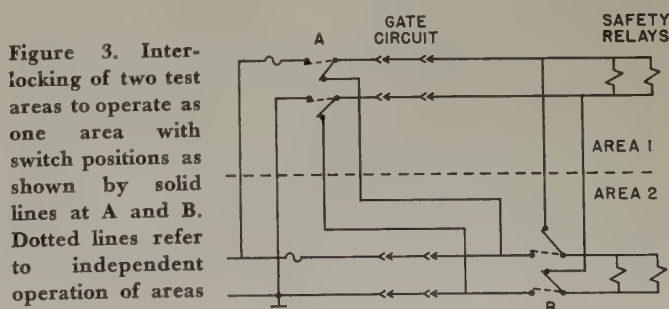 Figure 3. Inter-
locking of two test
areas to operate as
one area with
switch positions as
shown by solid
lines at A and B.
Dotted lines refer
to independent
operation of areas
A
GATE
CIRCUIT
SAFETY
RELAYS
AREA 1
AREA 2
B